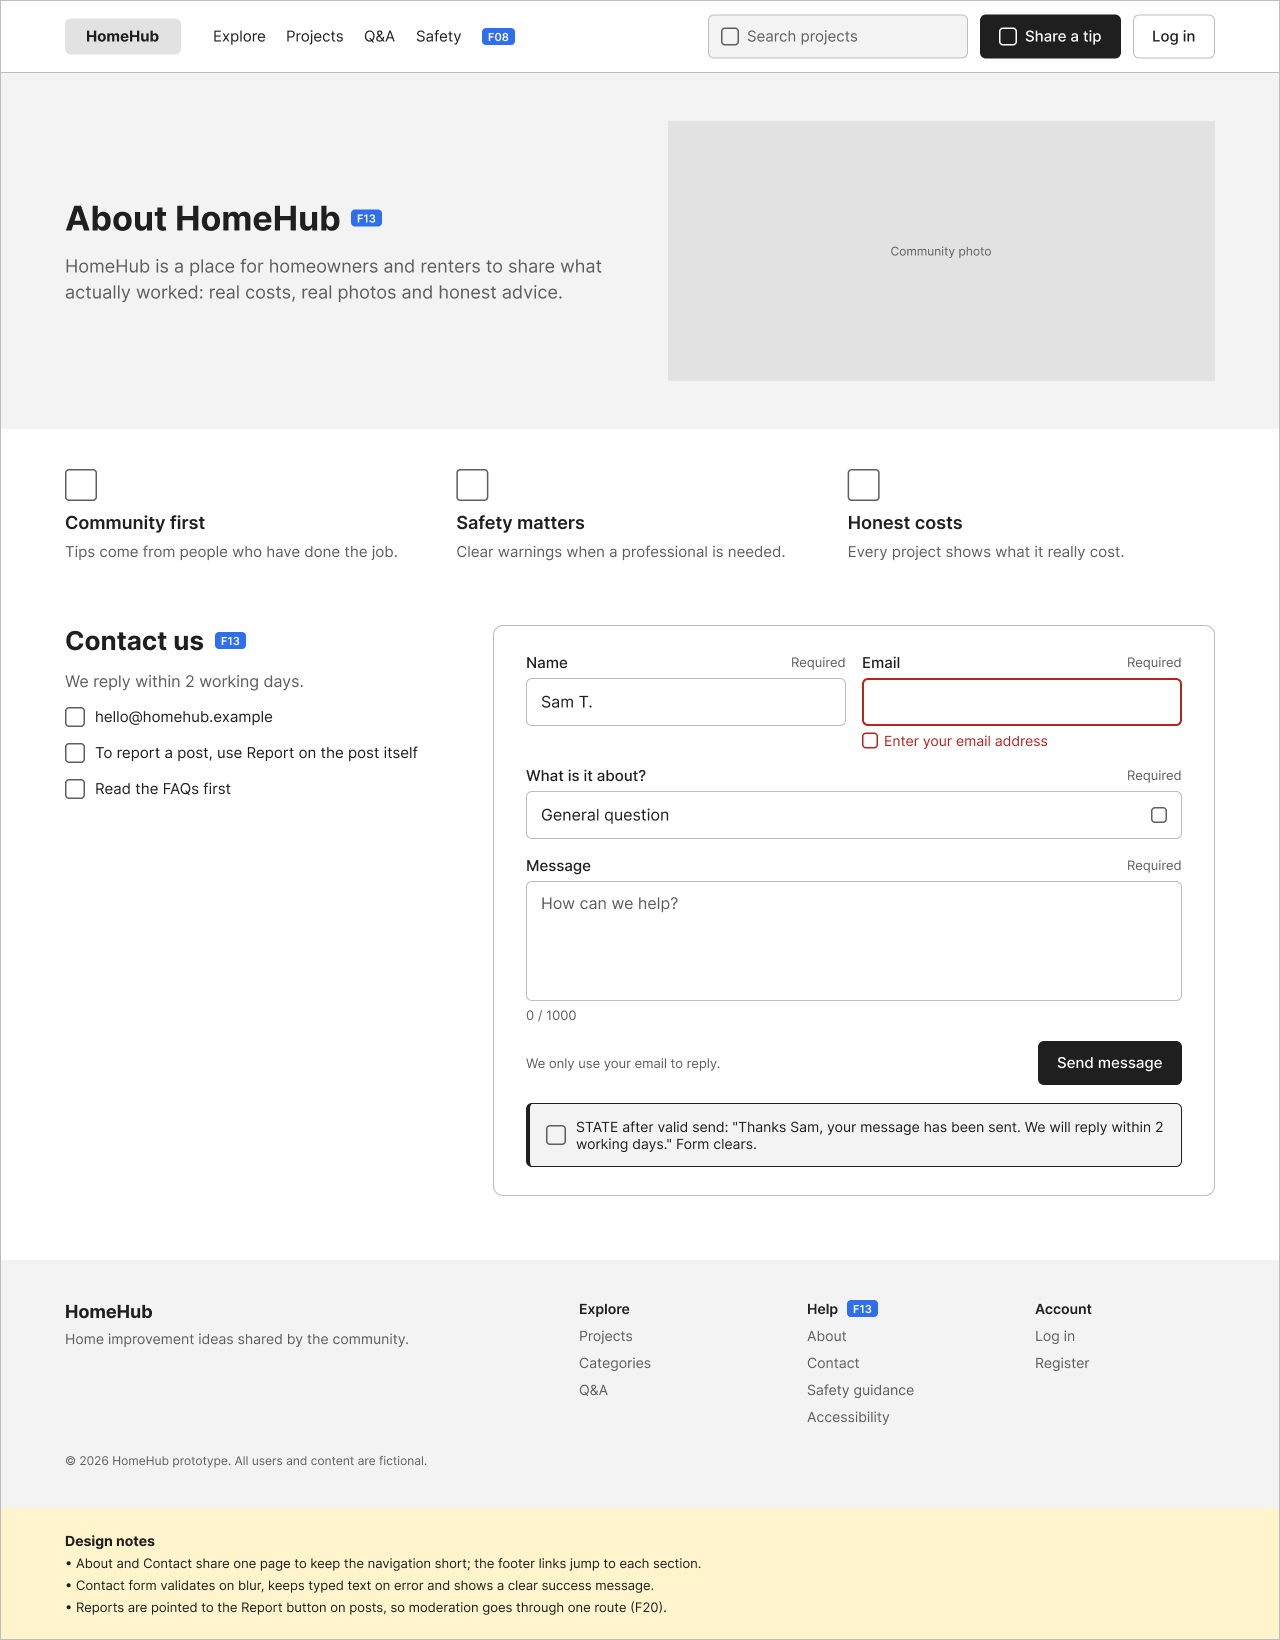 HomeHub
Explore Projects Q&A Safety F08
Search projects
Share a tip
Log in
About HomeHub F13
HomeHub is a place for homeowners and renters to share what
actually worked: real costs, real photos and honest advice.
Community photo
Community first
Tips come from people who have done the job.
Safety matters
Clear warnings when a professional is needed.
Honest costs
Every project shows what it really cost.
Contact us F13
We reply within 2 working days.
hello@homehub.example
To report a post, use Report on the post itself
Read the FAQs first
Name Required
Sam T.
Email Required
Enter your email address
What is it about? Required
General question
Message Required
How can we help?
0 / 1000
We only use your email to reply.
Send message
STATE after valid send: "Thanks Sam, your message has been sent. We will reply within 2
working days." Form clears.
HomeHub
Home improvement ideas shared by the community.
Explore
Projects
Categories
Q&A
Help F13
About
Contact
Safety guidance
Accessibility
Account
Log in
Register
© 2026 HomeHub prototype. All users and content are fictional.
Design notes
• About and Contact share one page to keep the navigation short; the footer links jump to each section.
• Contact form validates on blur, keeps typed text on error and shows a clear success message.
• Reports are pointed to the Report button on posts, so moderation goes through one route (F20).